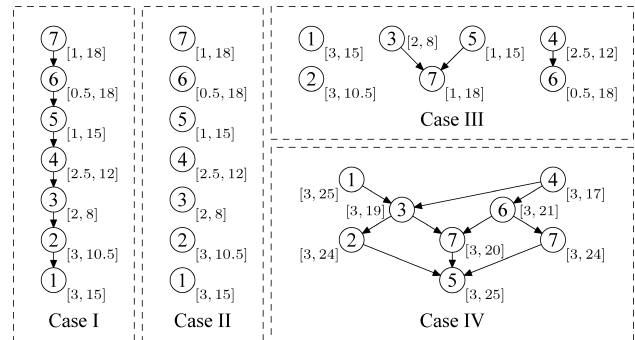 7 [1, 18]
6 [0.5, 18]
5 [1, 15]
4 [2.5, 12]
3 [2, 8]
2 [3, 10.5]
1 [3, 15]
Case I
7 [1, 18]
6 [0.5, 18]
5 [1, 15]
4 [2.5, 12]
3 [2, 8]
2 [3, 10.5]
1 [3, 15]
Case II
1 [3, 15] 3 [2, 8] 5 [1, 15] 4 [2.5, 12]
2 [3, 10.5] 7 [1, 18] 6 [0.5, 18]
Case III
1 [3, 25] 4 [3, 17]
[3, 19] 3 6 [3, 21]
2 [3, 24] 7 [3, 20] 7 [3, 24]
5 [3, 25]
Case IV